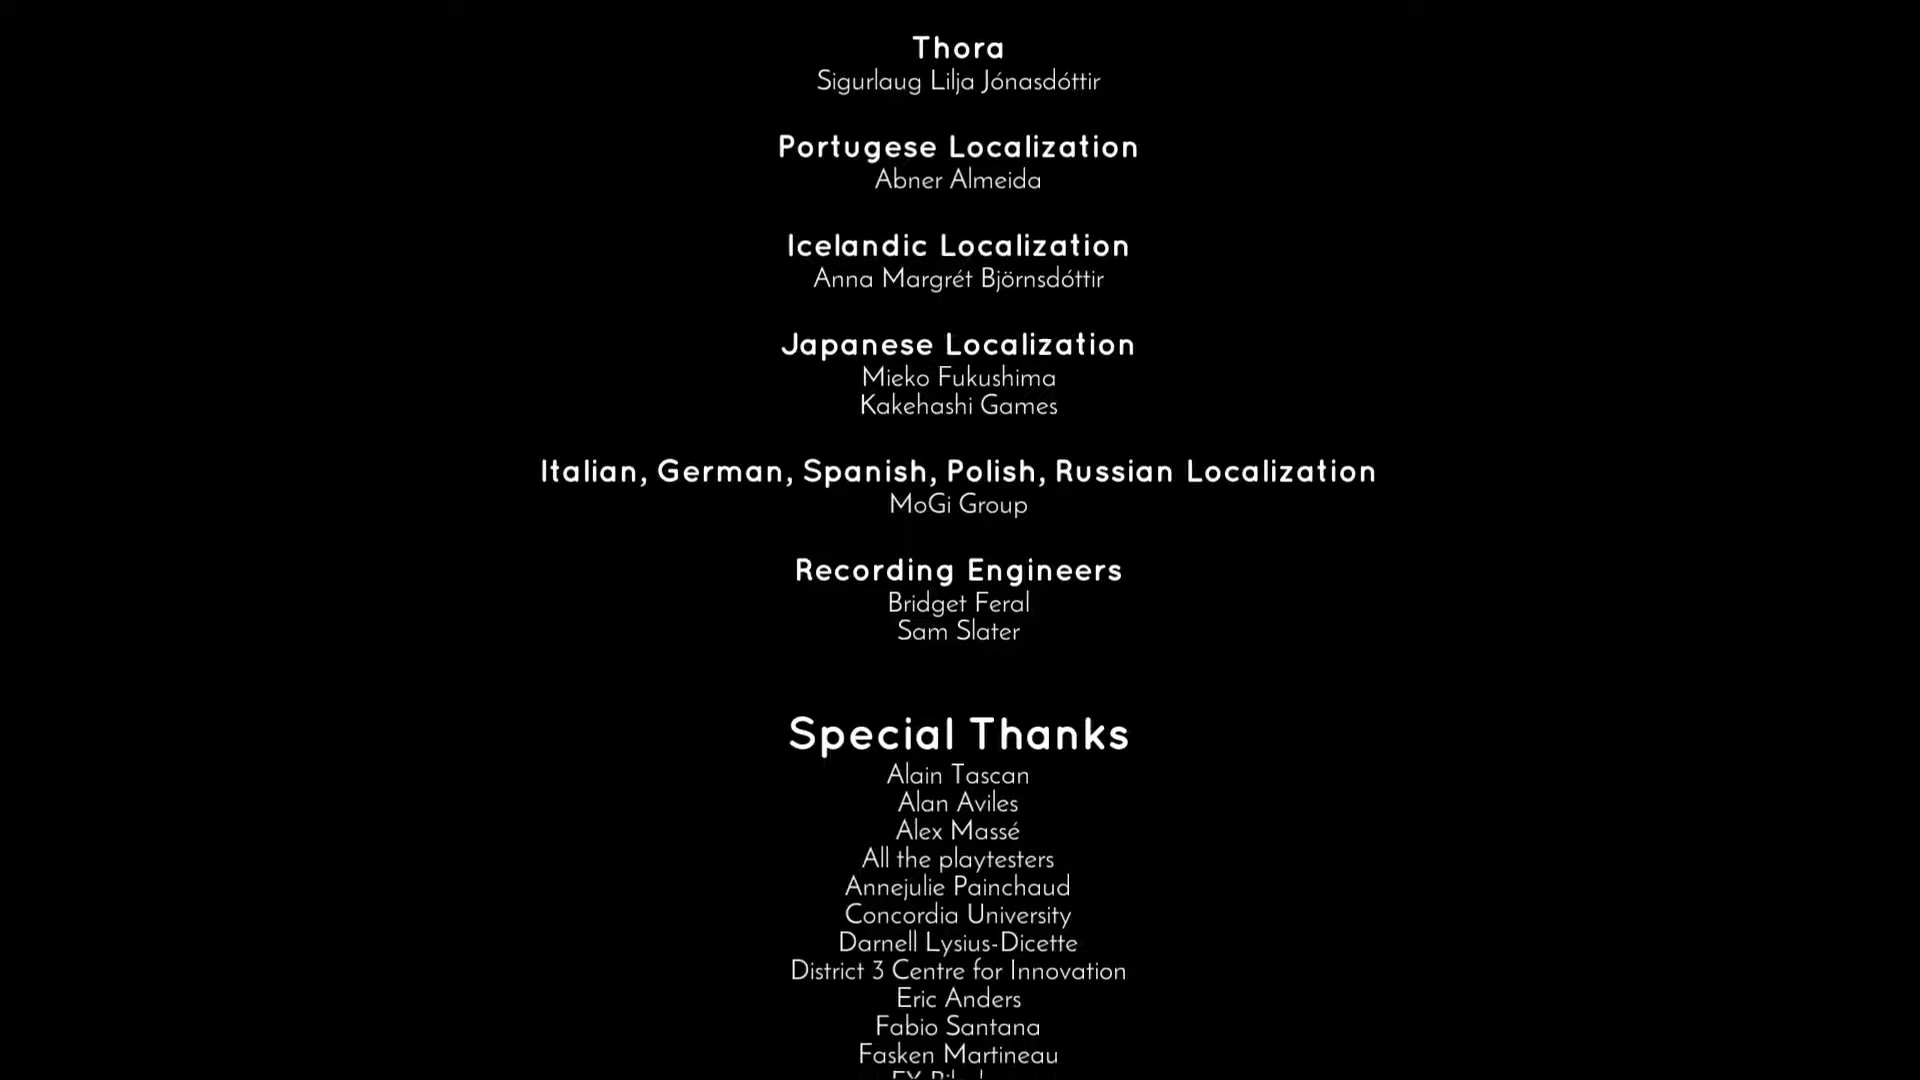 Thora
Sigurlaug Lilja Jónasdóttir
Portugese Localization
Abner Almeida
Icelandic Localization
Anna Margrét Björnsdóttir
Japanese Localization
Mieko Fukushima
Kakehashi Games
Italian, German, Spanish, Polish, Russian Localization
MoGi Group
Recording Engineers
Bridget Feral
Sam Slater
Special Thanks
Alain Tascan
Alan Aviles
Alex Massé
All the playtesters
Annejulie Painchaud
Concordia University
Darnell Lysius-Dicette
District 3 Centre for Innovation
Eric Anders
Fabio Santana
Fasken Martineau